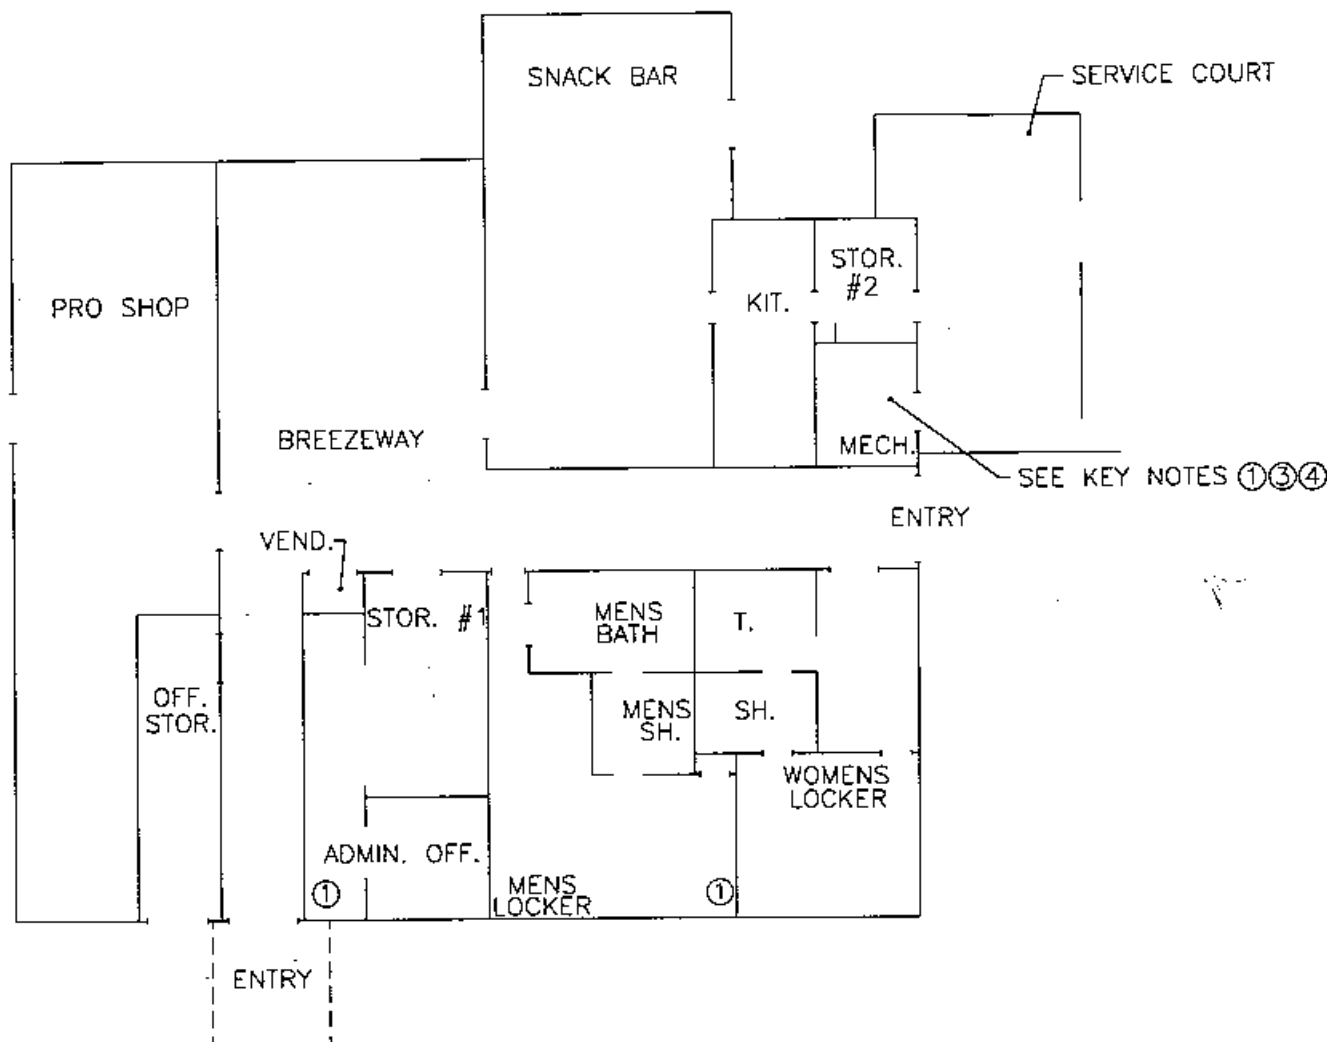 SNACK BAR
SERVICE COURT
PRO SHOP
STOR.
#2
KIT.
BREEZEWAY
MECH.
SEE KEY NOTES ①③④
ENTRY
VEND.
STOR. #1
MENS
BATH
T.
OFF.
STOR.
MENS
SH.
SH.
WOMENS
LOCKER
ADMIN. OFF.
①
MENS
LOCKER
①
ENTRY